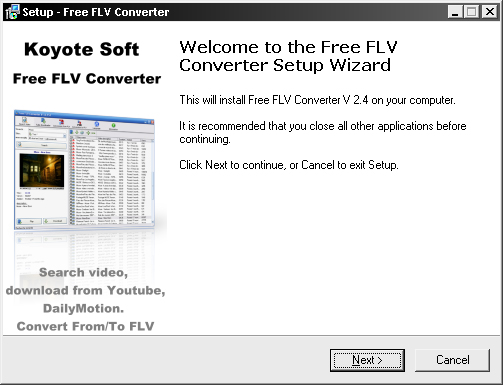 Setup - Free FLV Converter
Koyote Soft
Free FLV Converter
Search video,
download from Youtube,
DailyMotion.
Convert From/To FLV
Welcome to the Free FLV
Converter Setup Wizard
This will install Free FLV Converter V 2.4 on your computer.
It is recommended that you close all other applications before
continuing.
Click Next to continue, or Cancel to exit Setup.
Next >
Cancel